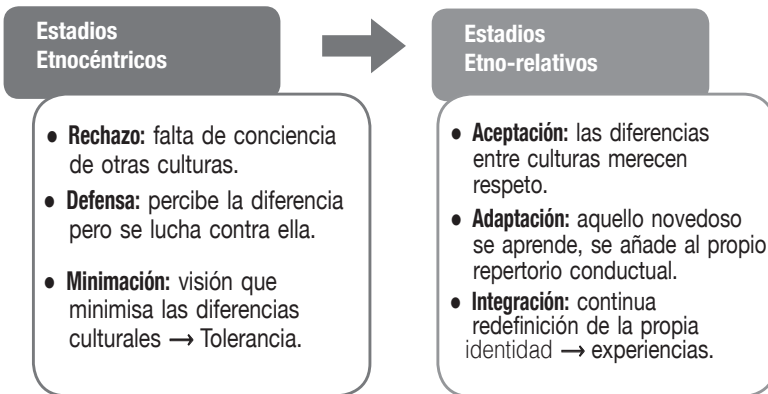 Estadios
Etnocéntricos
● Rechazo: falta de conciencia
de otras culturas.
● Defensa: percibe la diferencia
pero se lucha contra ella.
● Minimación: visión que
minimisa las diferencias
culturales → Tolerancia.
Estadios
Etno-relativos
● Aceptación: las diferencias
entre culturas merecen
respeto.
● Adaptación: aquello novedoso
se aprende, se añade al propio
repertorio conductual.
● Integración: continua
redefinición de la propia
identidad → experiencias.